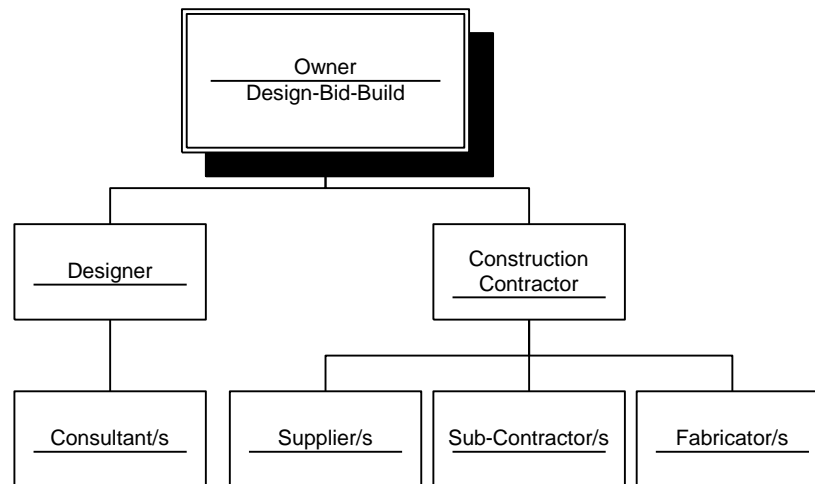 Owner
Design-Bid-Build
Designer
Construction
Contractor
Consultant/s
Supplier/s
Sub-Contractor/s
Fabricator/s